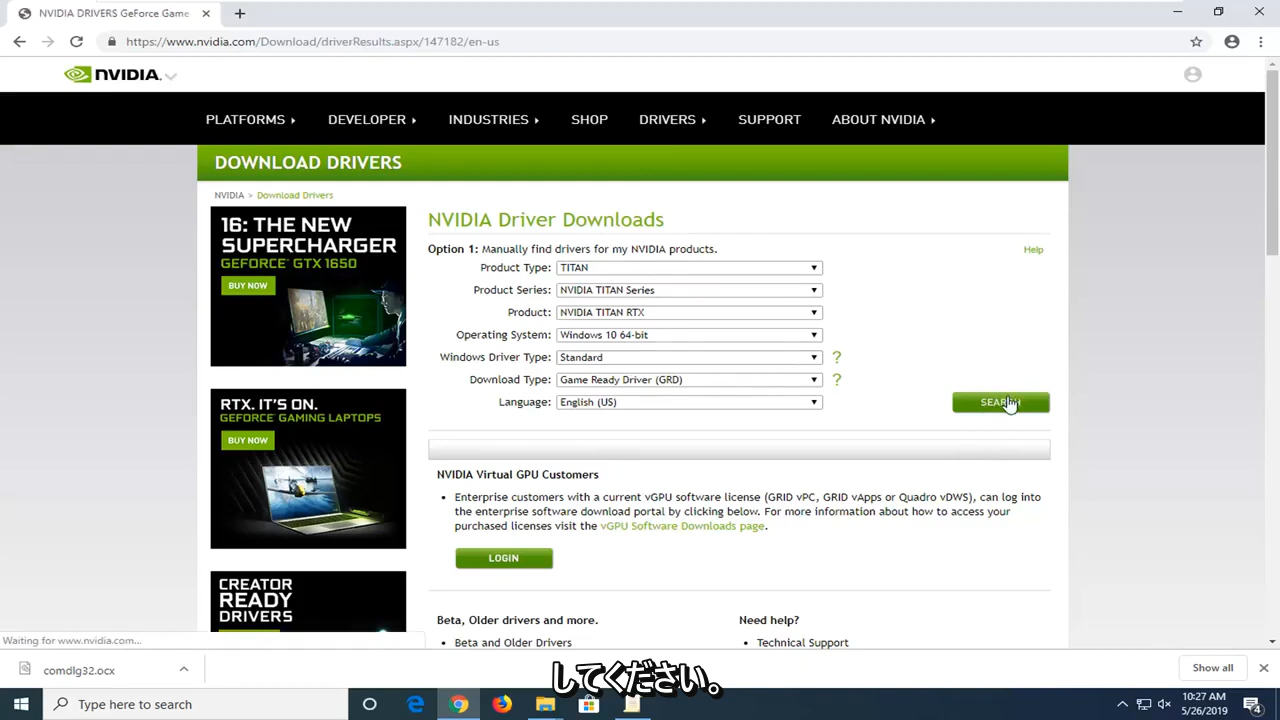 NVIDIA DRIVERS GeForce Game
https://www.nvidia.com/Download/driverResults.aspx/147182/en-us
NVIDIA.
PLATFORMS DEVELOPER INDUSTRIES SHOP DRIVERS SUPPORT ABOUT NVIDIA
DOWNLOAD DRIVERS
NVIDIA > Download Drivers
16: THE NEW
SUPERCHARGER
GEFORCE® GTX 1650
BUY NOW
RTX. IT'S ON.
GEFORCE® GAMING LAPTOPS
BUY NOW
CREATOR
READY
DRIVERS
NVIDIA Driver Downloads
Option 1: Manually find drivers for my NVIDIA products.
Help
Product Type: TITAN
Product Series: NVIDIA TITAN Series
Product: NVIDIA TITAN RTX
Operating System: Windows 10 64-bit
Windows Driver Type: Standard ?
Download Type: Game Ready Driver (GRD) ?
Language: English (US)
SEARCH
NVIDIA Virtual GPU Customers
• Enterprise customers with a current vGPU software license (GRID vPC, GRID vApps or Quadro vDWS), can log into
the enterprise software download portal by clicking below. For more information about how to access your
purchased licenses visit the vGPU Software Downloads page.
LOGIN
Beta, Older drivers and more.
• Beta and Older Drivers
Need help?
• Technical Support
Waiting for www.nvidia.com...
comdlg32.ocx
Show all
してください。
Type here to search
10:27 AM
5/26/2019
4